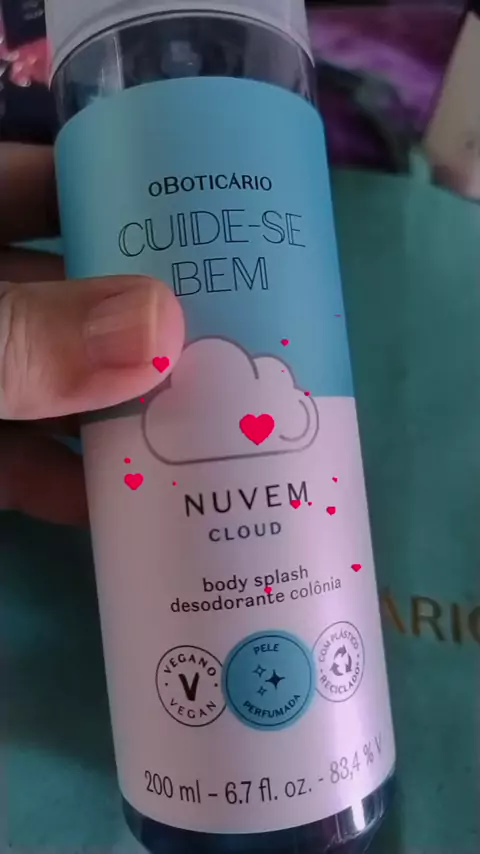 oBOTICÁRIO
CUIDE-SE
BEM
NUVEM
CLOUD
body splash
desodorante colônia
VEGANO
V
VEGAN
PELE
PERFUMADA
COM PLÁSTICO
RECICLADO
200 ml - 6.7 fl. oz. - 83,4 % V
ÁRIO